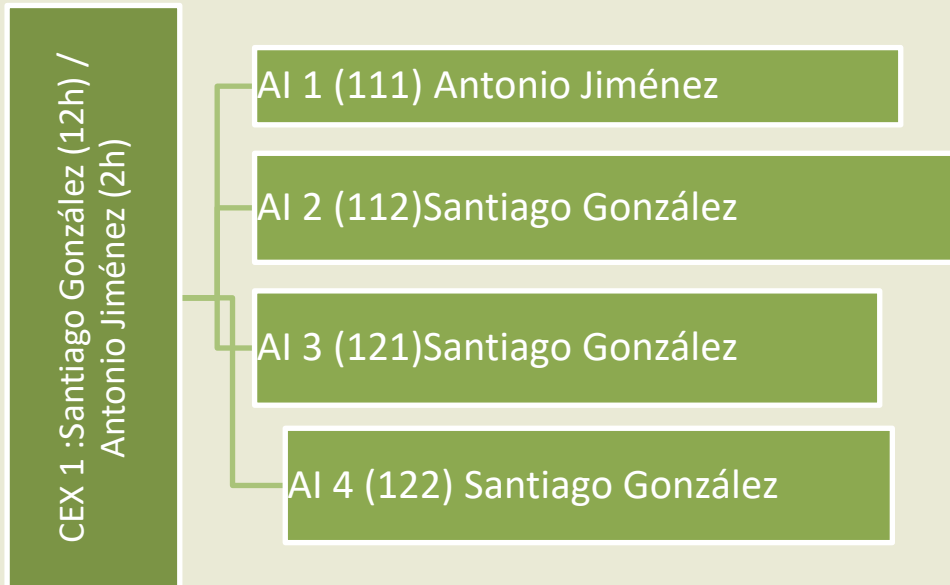 CEX 1 :Santiago González (12h) /
Antonio Jiménez (2h)
AI 1 (111) Antonio Jiménez
AI 2 (112)Santiago González
AI 3 (121)Santiago González
AI 4 (122) Santiago González